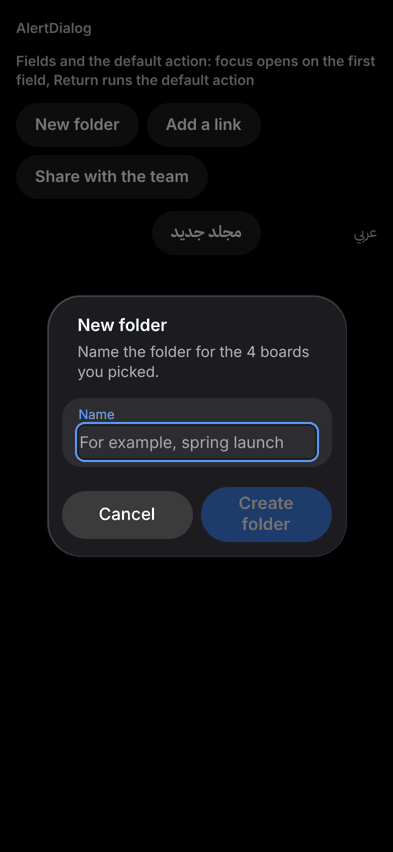 AlertDialog
Fields and the default action: focus opens on the first
field, Return runs the default action
New folder
Add a link
Share with the team
مجلد جديد
عربي
New folder
Name the folder for the 4 boards
you picked.
Name
For example, spring launch
Cancel
Create
folder